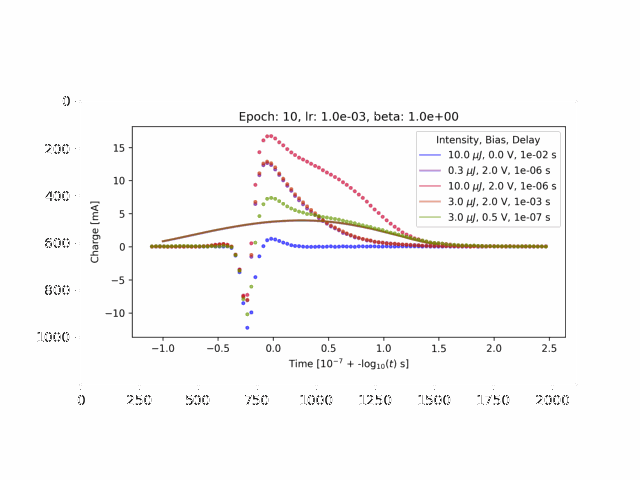 Epoch: 10, lr: 1.0e-03, beta: 1.0e+00
Intensity, Bias, Delay
10.0 μJ, 0.0 V, 1e-02 s
0.3 μJ, 2.0 V, 1e-06 s
10.0 μJ, 2.0 V, 1e-06 s
3.0 μJ, 2.0 V, 1e-03 s
3.0 μJ, 0.5 V, 1e-07 s
Charge [mA]
15
10
5
0
−5
−10
−1.0 −0.5 0.0 0.5 1.0 1.5 2.0 2.5
Time [10⁻⁷ + -log₁₀(t) s]
0
200
400
600
800
1000
0 250 500 750 1000 1250 1500 1750 2000